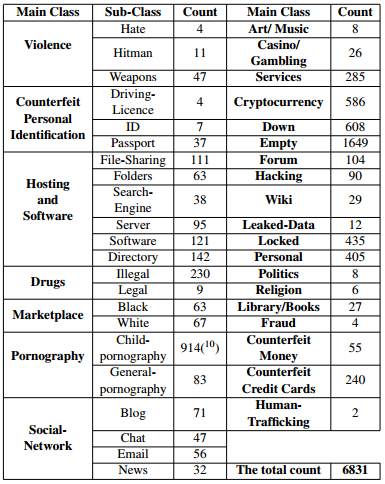 Main Class Sub-Class Count Main Class Count
Violence Hate 4 Art/ Music 8
Hitman 11 Casino/ Gambling 26
Weapons 47 Services 285
Counterfeit Personal Identification Driving-Licence 4 Cryptocurrency 586
ID 7 Down 608
Passport 37 Empty 1649
Hosting and Software File-Sharing 111 Forum 104
Folders 63 Hacking 90
Search-Engine 38 Wiki 29
Server 95 Leaked-Data 12
Software 121 Locked 435
Directory 142 Personal 405
Drugs Illegal 230 Politics 8
Legal 9 Religion 6
Marketplace Black 63 Library/Books 27
White 67 Fraud 4
Pornography Child-pornography 914(10) Counterfeit Money 55
General-pornography 83 Counterfeit Credit Cards 240
Social-Network Blog 71 Human-Trafficking 2
Chat 47
Email 56
News 32 The total count 6831